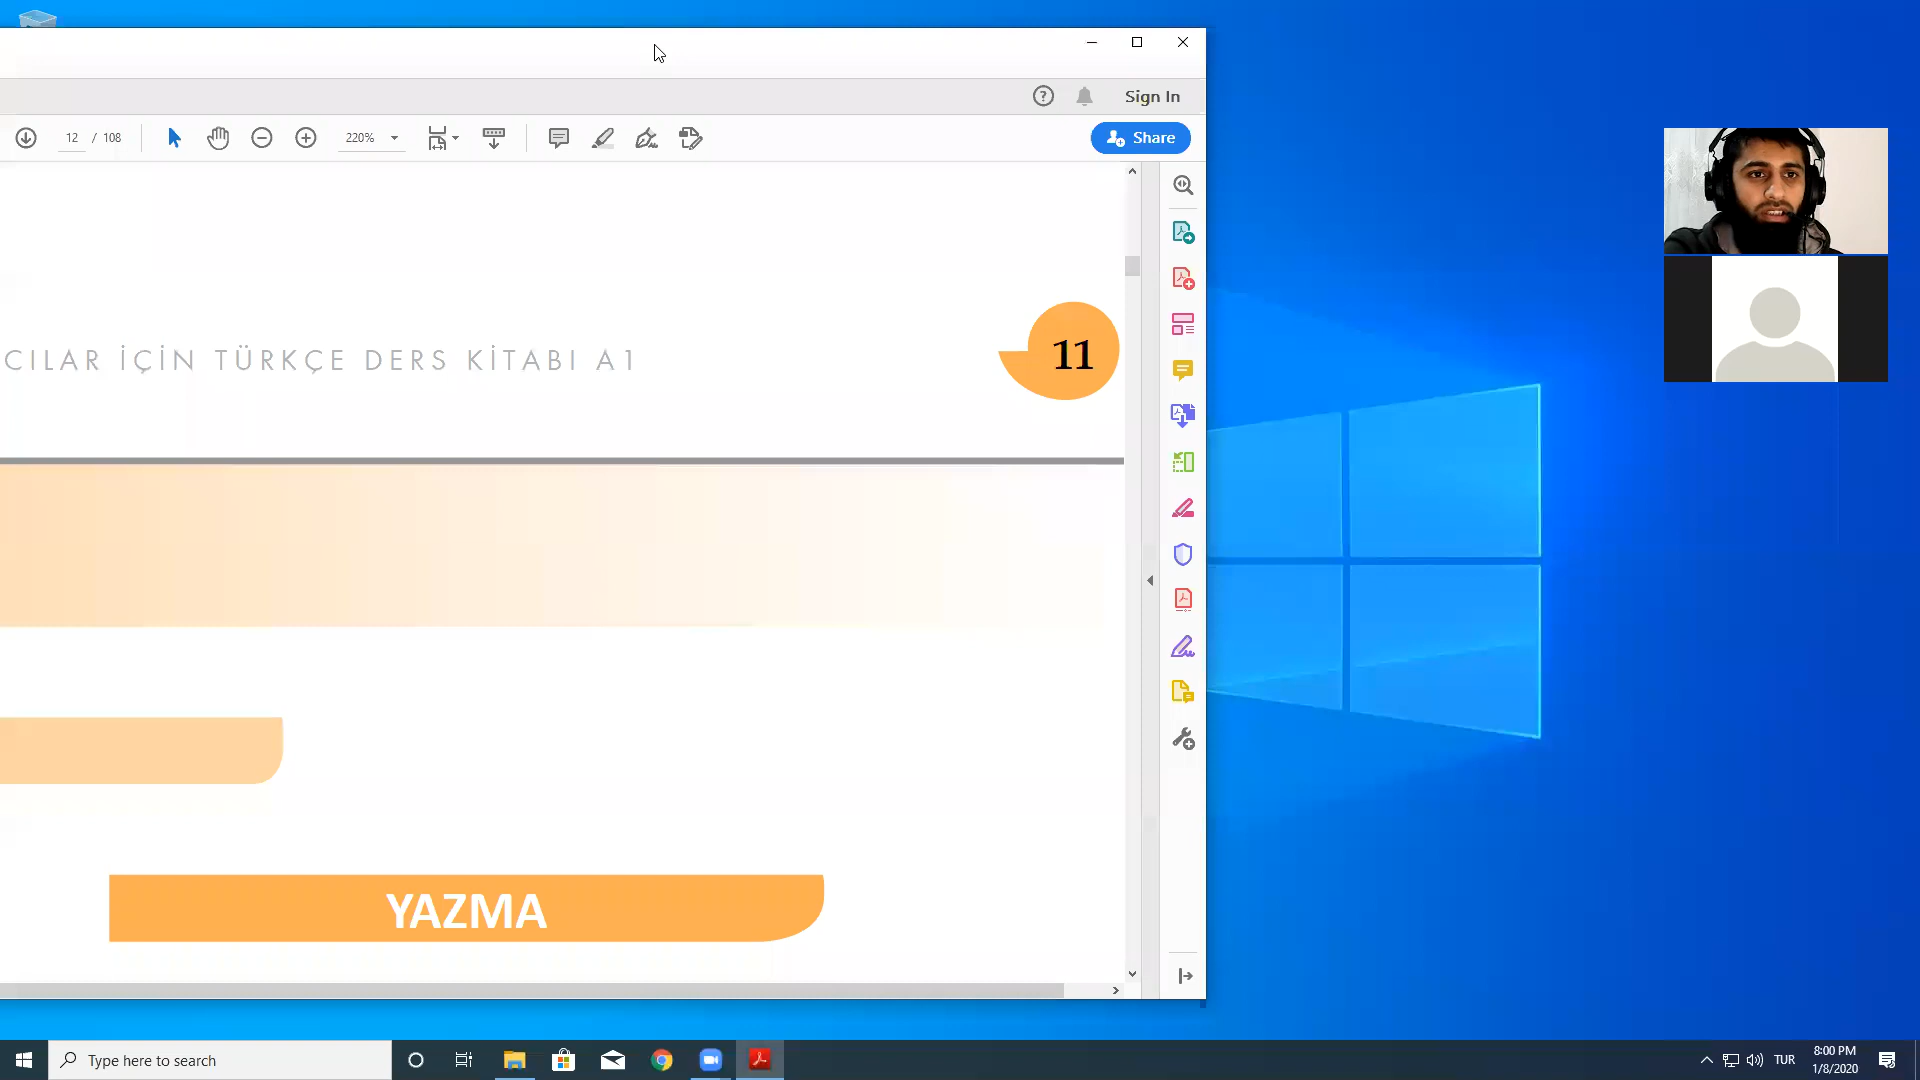 Sign In
12 / 108
220%
Share
CILAR İÇİN TÜRKÇE DERS KİTABI A1
11
YAZMA
Type here to search
TUR
8:00 PM
1/8/2020